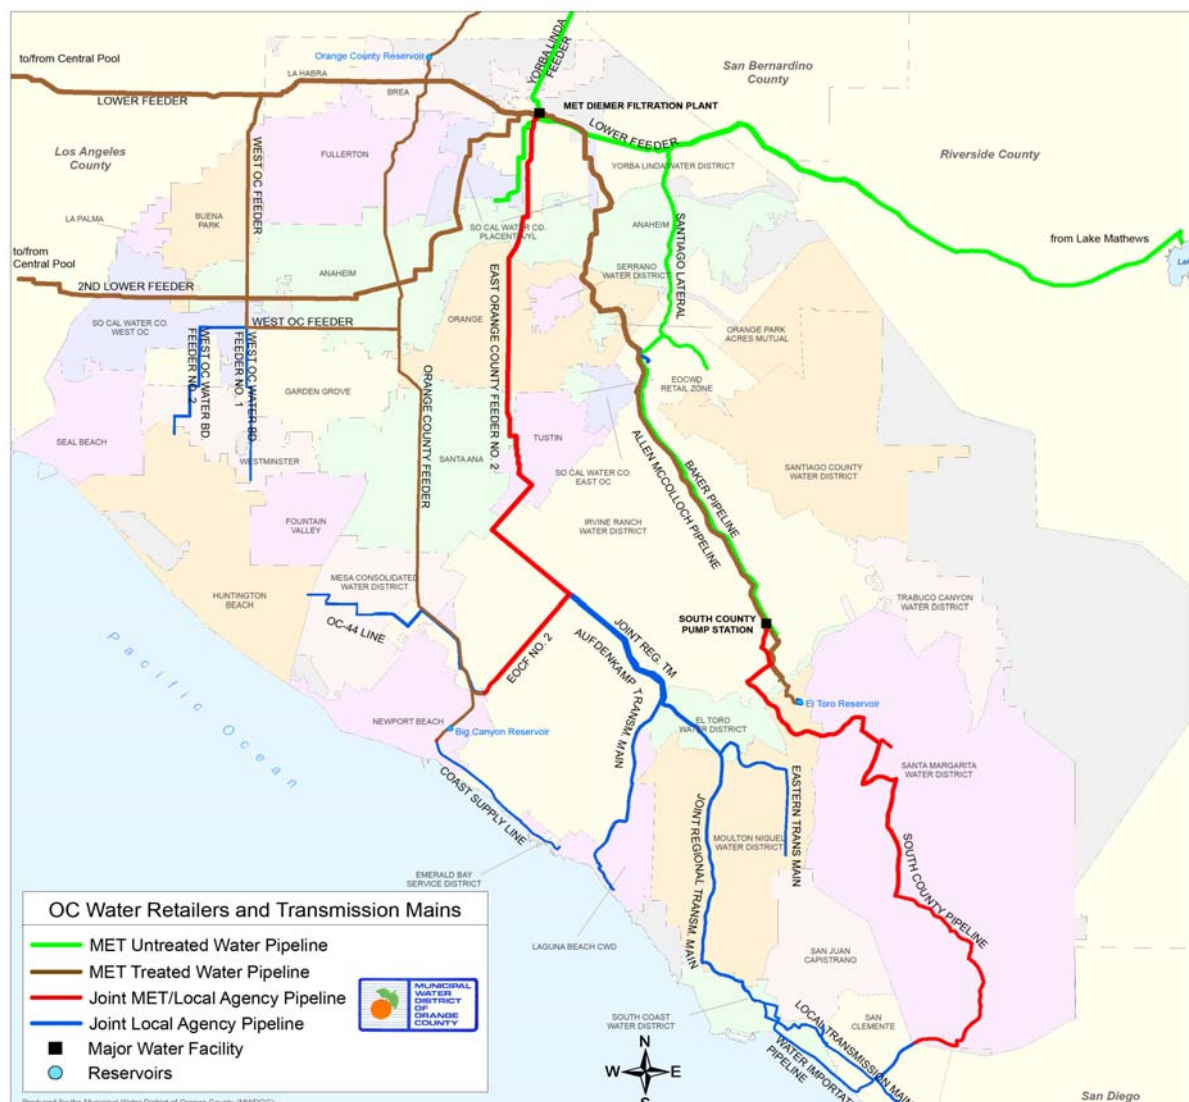 to/from Central Pool
Orange County Reservoir
LA HABRA
BREA
LOWER FEEDER
YORBA LINDA
FEEDER
San Bernardino
County
MET DIEMER FILTRATION PLANT
LOWER FEEDER
Los Angeles
County
WEST OC FEEDER
FULLERTON
YORBA LINDA WATER DISTRICT
Riverside County
LA PALMA
BUENA
PARK
SO CAL WATER CO.
PLACENTIA/YL
ANAHEIM
SANTIAGO LATERAL
from Lake Mathews
to/from
Central Pool
ANAHEIM
SERRANO
WATER DISTRICT
2ND LOWER FEEDER
SO CAL WATER CO.
WEST OC
WEST OC FEEDER
ORANGE
EAST ORANGE COUNTY FEEDER NO. 2
ORANGE PARK
ACRES MUTUAL
WEST OC WATER BD.
FEEDER NO. 2
WEST OC WATER BD.
FEEDER NO. 1
GARDEN GROVE
ORANGE COUNTY FEEDER
EOCWD
RETAIL ZONE
SEAL BEACH
WESTMINSTER
SANTA ANA
TUSTIN
SO CAL WATER CO.
EAST OC
ALLEN MCCOLLOCH PIPELINE
BAKER PIPELINE
SANTIAGO COUNTY
WATER DISTRICT
FOUNTAIN
VALLEY
IRVINE RANCH
WATER DISTRICT
MESA CONSOLIDATED
WATER DISTRICT
HUNTINGTON
BEACH
OC-44 LINE
TRABUCO CANYON
WATER DISTRICT
SOUTH COUNTY
PUMP STATION
Pacific Ocean
EOCF NO. 2
JOINT REG. TM
AUFDENKAMP TRANSM. MAIN
NEWPORT BEACH
Big Canyon Reservoir
El Toro Reservoir
EL TORO
WATER DISTRICT
SANTA MARGARITA
WATER DISTRICT
COAST SUPPLY LINE
EASTERN TRANS MAIN
JOINT REGIONAL TRANSM. MAIN
MOULTON NIGUEL
WATER DISTRICT
SOUTH COUNTY PIPELINE
EMERALD BAY
SERVICE DISTRICT
LAGUNA BEACH CWD
SAN JUAN
CAPISTRANO
SOUTH COAST
WATER DISTRICT
SAN
CLEMENTE
LOCAL TRANSMISSION MAIN
WATER IMPORTAT
PIPELINE
San Diego
OC Water Retailers and Transmission Mains
MET Untreated Water Pipeline
MET Treated Water Pipeline
Joint MET/Local Agency Pipeline
Joint Local Agency Pipeline
Major Water Facility
Reservoirs
MUNICIPAL
WATER
DISTRICT
OF
ORANGE
COUNTY
N
W
E
S